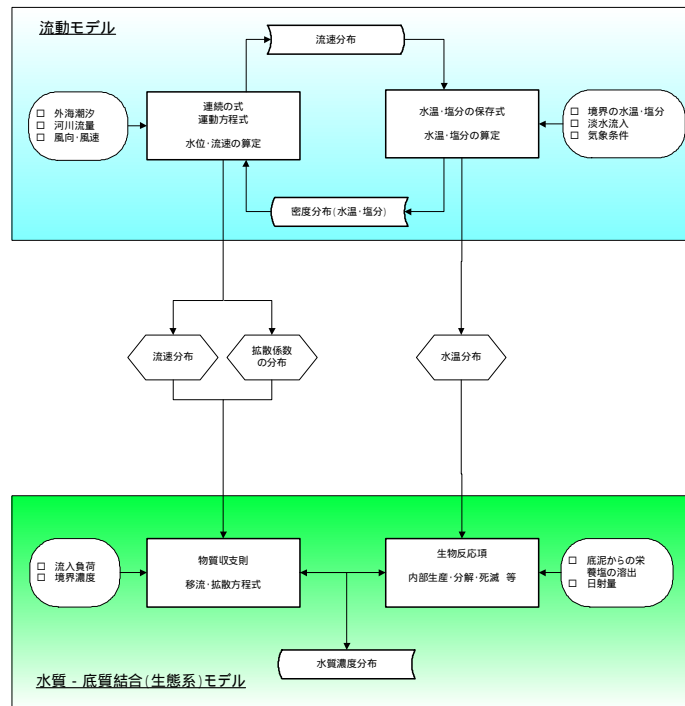 流動モデル
流速分布
□ 外海潮汐
□ 河川流量
□ 風向・風速
連続の式
運動方程式
水位・流速の算定
水温・塩分の保存式
水温・塩分の算定
□ 境界の水温・塩分
□ 淡水流入
□ 気象条件
密度分布(水温・塩分)
流速分布
拡散係数
の分布
水温分布
□ 流入負荷
□ 境界濃度
物質収支則
移流・拡散方程式
生物反応項
内部生産・分解・死滅 等
□ 底泥からの栄
養塩の溶出
□ 日射量
水質濃度分布
水質 - 底質結合(生態系)モデル